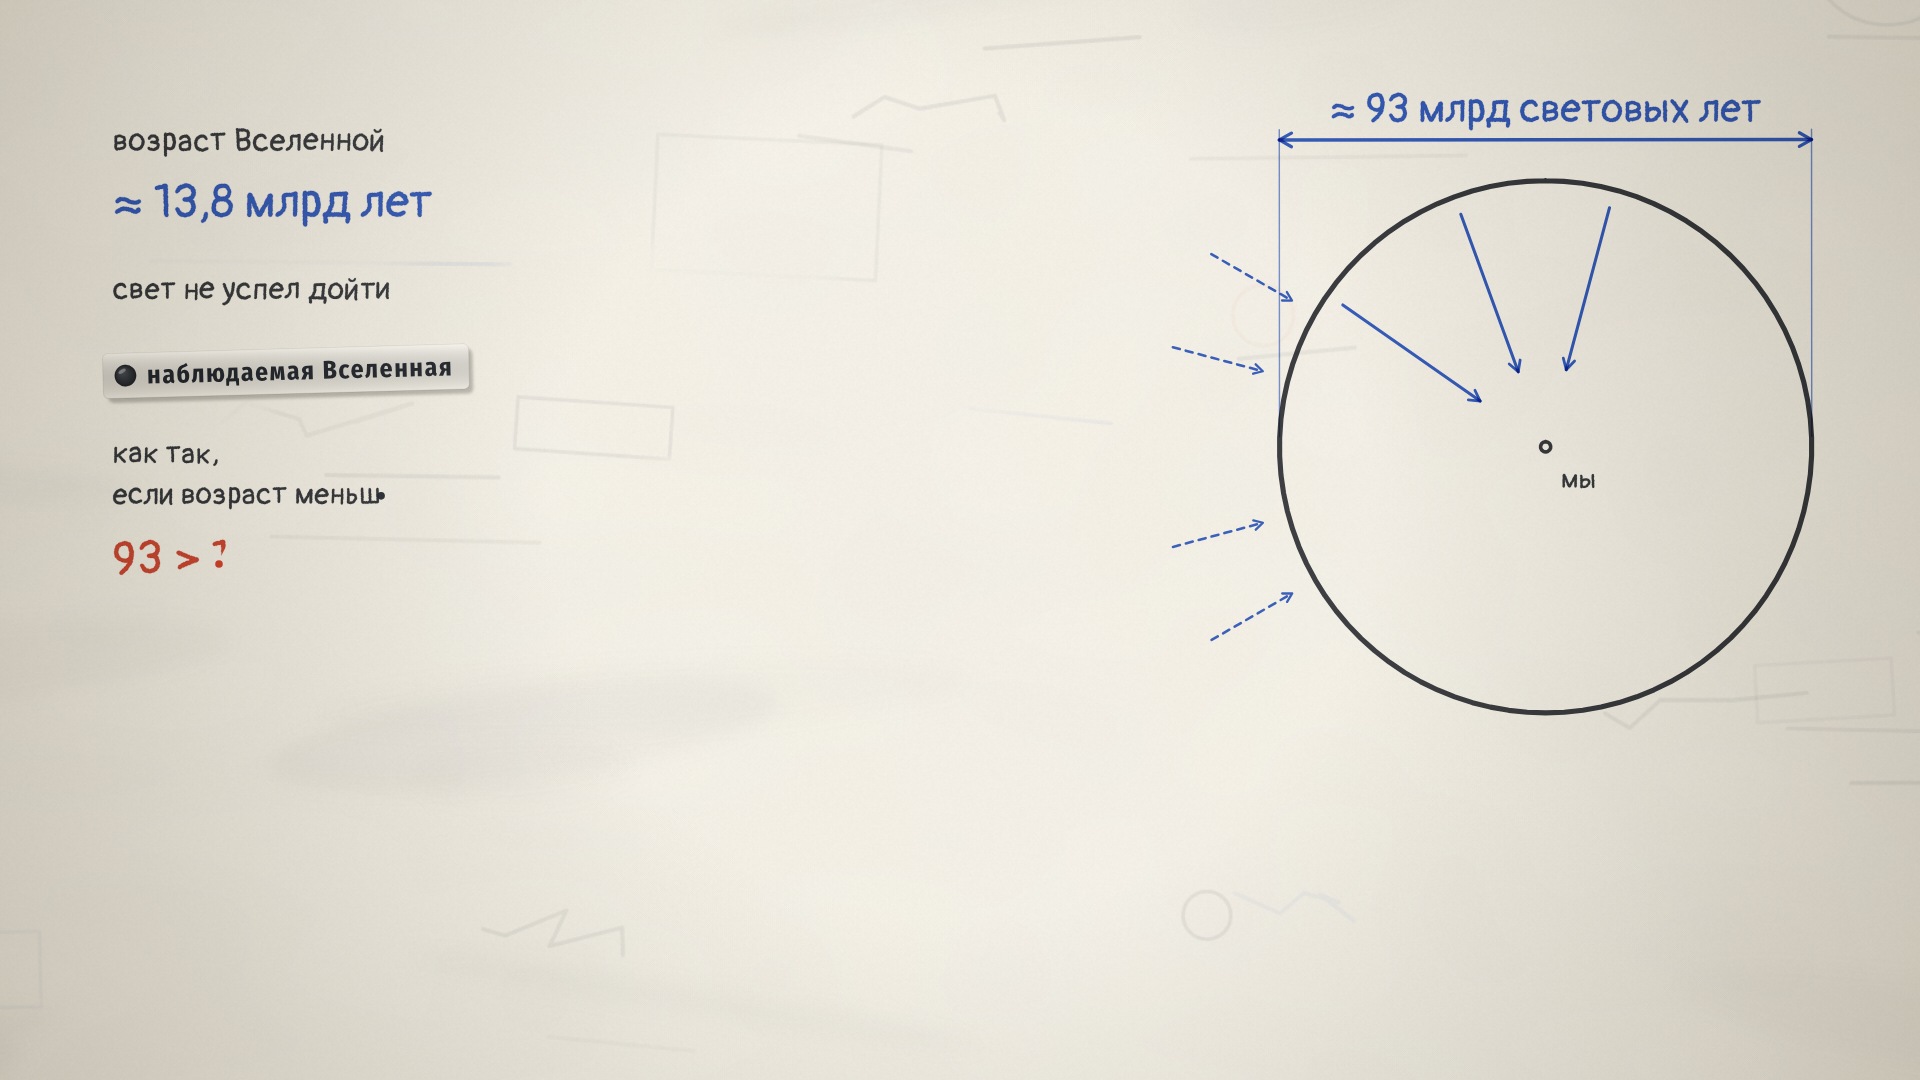 возраст Вселенной
≈ 13,8 млрд лет
свет не успел дойти
наблюдаемая Вселенная
как так,
если возраст меньш
93 > ?
≈ 93 млрд световых лет
мы